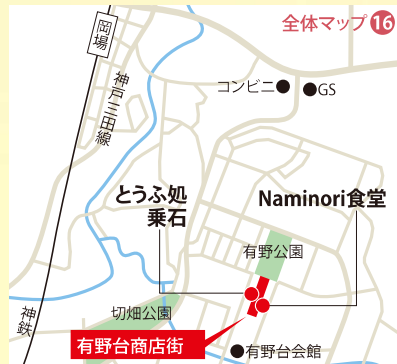 全体マップ16
岡場
神戸三田線
コンビニ
GS
とうふ処
乗石
Naminori食堂
有野公園
切畑公園
神鉄
有野台商店街
有野台会館